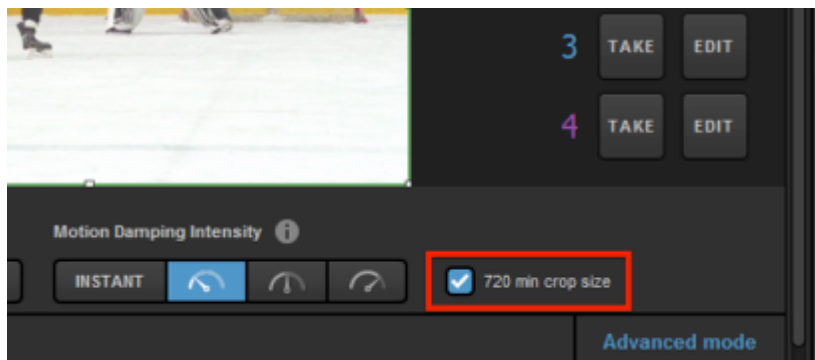 3 TAKE EDIT
4 TAKE EDIT
Motion Damping Intensity
INSTANT
720 min crop size
Advanced mode